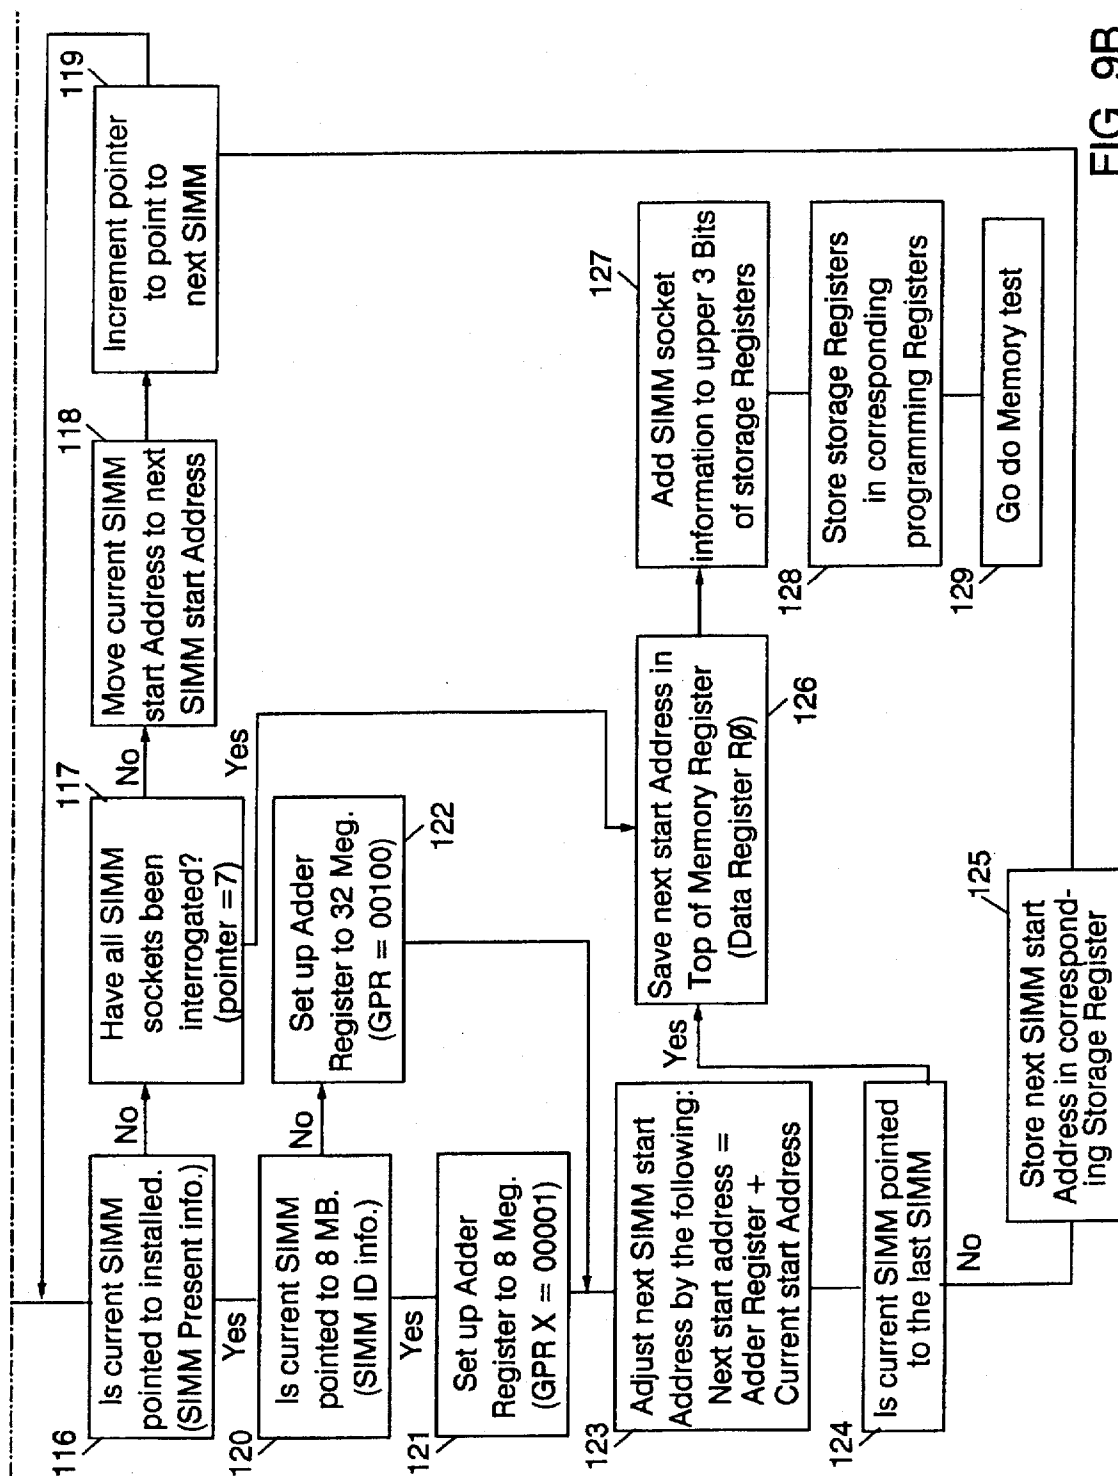 116
Is current SIMM
pointed to installed.
(SIMM Present info.)
No
Yes
117
Have all SIMM
sockets been
interrogated?
(pointer =7)
No
Yes
118
Move current SIMM
start Address to next
SIMM start Address
119
Increment pointer
to point to
next SIMM
120
Is current SIMM
pointed to 8 MB.
(SIMM ID info.)
No
Yes
121
Set up Adder
Register to 8 Meg.
(GPR X = 00001)
122
Set up Adder
Register to 32 Meg.
(GPR = 00100)
123
Adjust next SIMM start
Address by the following:
Next start address =
Adder Register +
Current start Address
124
Is current SIMM pointed
to the last SIMM
Yes
No
125
Store next SIMM start
Address in correspond-
ing Storage Register
126
Save next start Address in
Top of Memory Register
(Data Register RØ)
127
Add SIMM socket
information to upper 3 Bits
of storage Registers
128
Store storage Registers
in corresponding
programming Registers
129
Go do Memory test
FIG. 9B